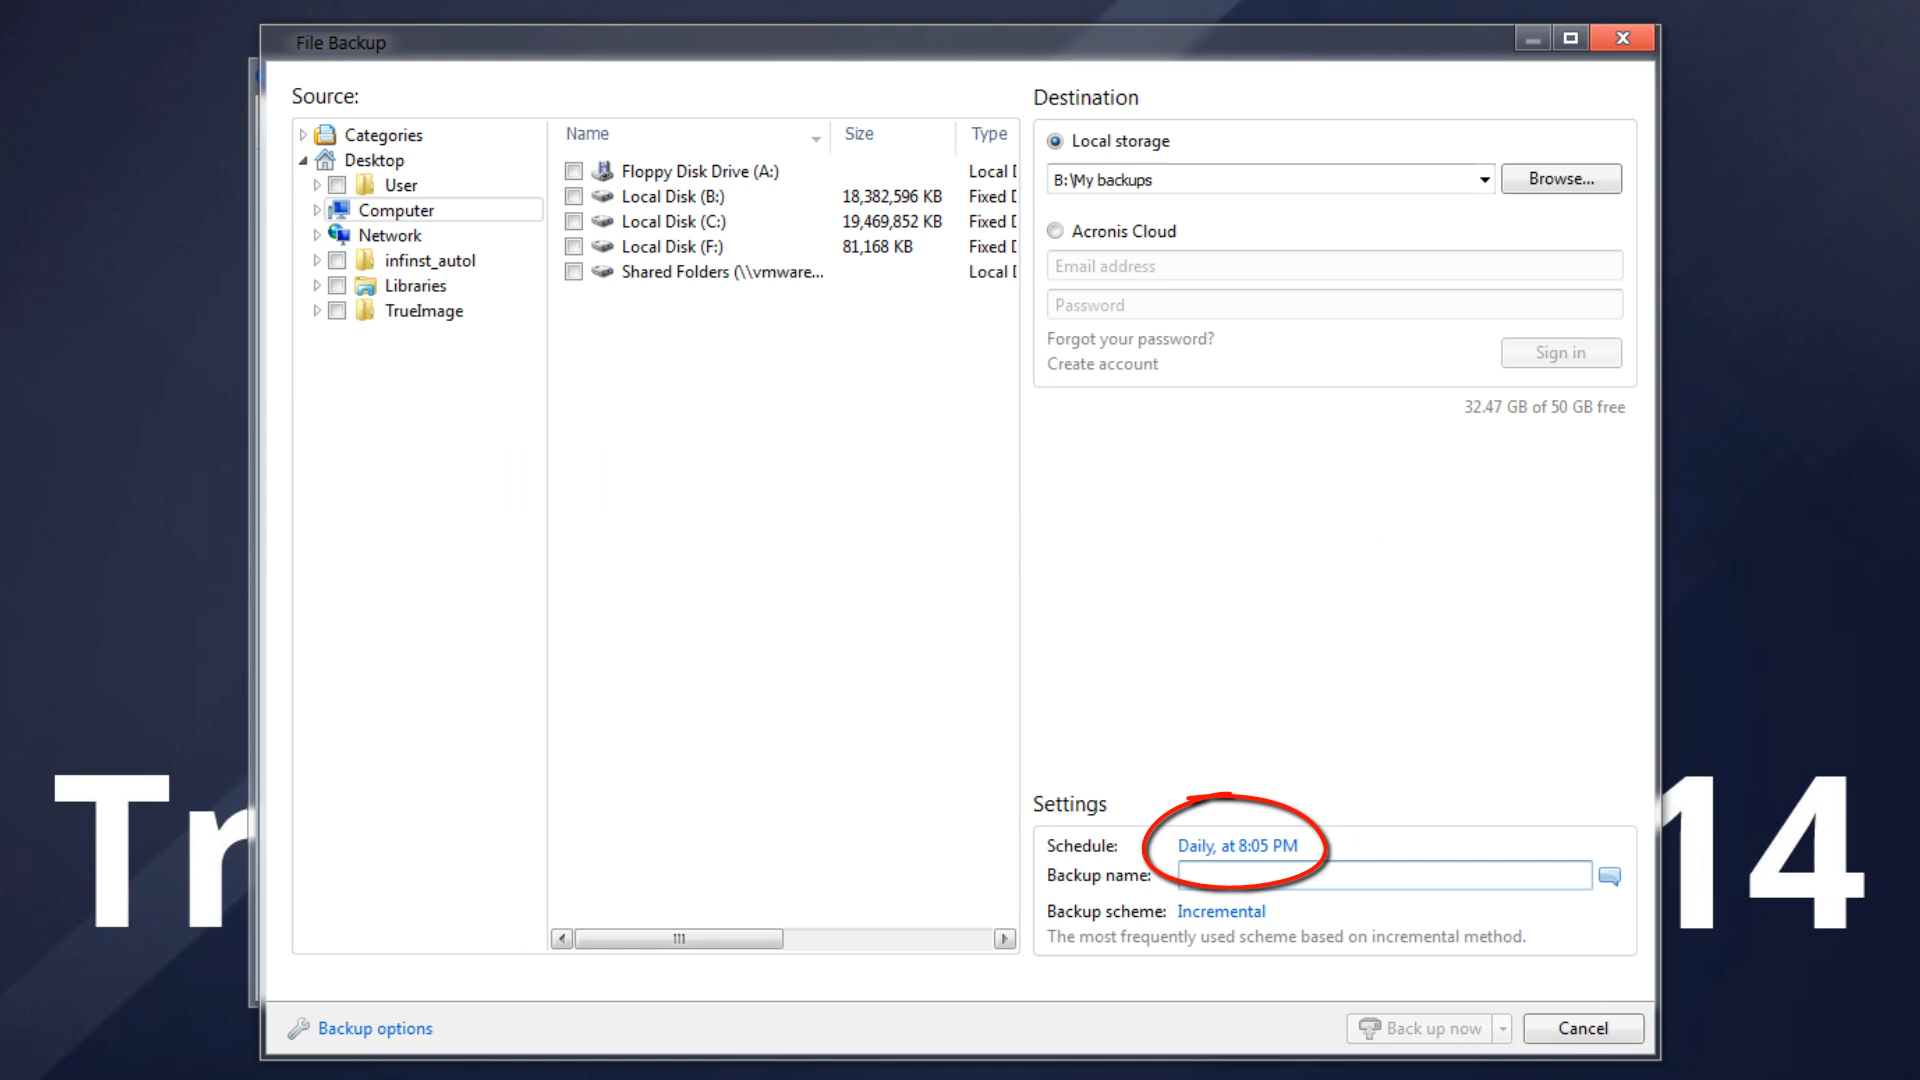 File Backup
Source:
Categories
Desktop
User
Computer
Network
infinst_autol
Libraries
TrueImage
Name Size Type
Floppy Disk Drive (A:) Local D
Local Disk (B:) 18,382,596 KB Fixed D
Local Disk (C:) 19,469,852 KB Fixed D
Local Disk (F:) 81,168 KB Fixed D
Shared Folders (\\vmware... Local D
Destination
Local storage
B:\My backups
Browse...
Acronis Cloud
Email address
Password
Forgot your password?
Create account
Sign in
32.47 GB of 50 GB free
Settings
Schedule: Daily, at 8:05 PM
Backup name:
Backup scheme: Incremental
The most frequently used scheme based on incremental method.
Tr 14
Backup options
Back up now
Cancel